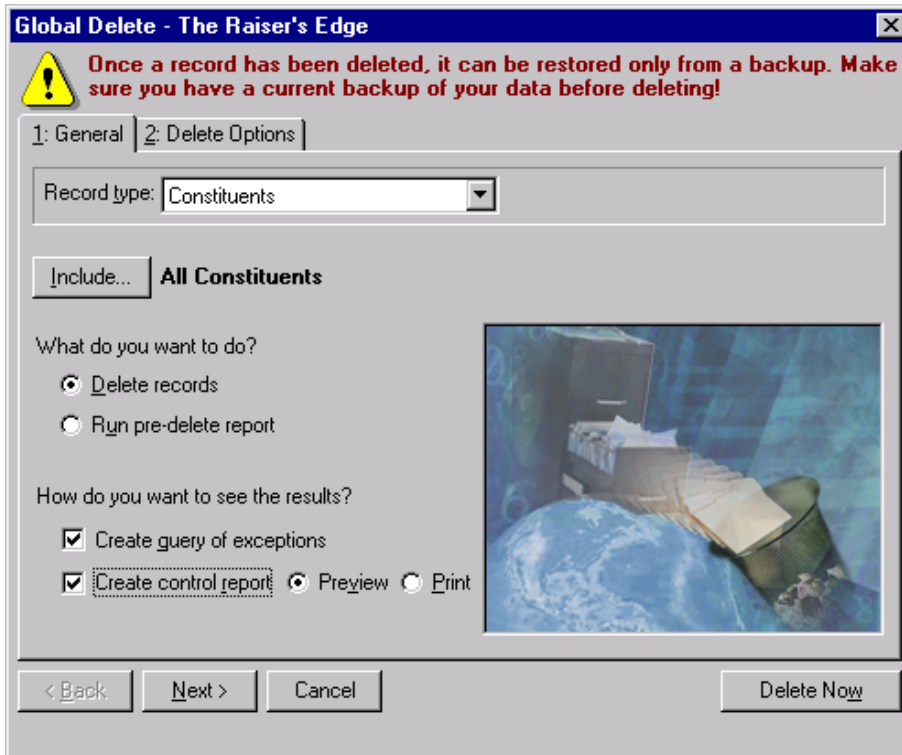 Global Delete - The Raiser's Edge
Once a record has been deleted, it can be restored only from a backup. Make
sure you have a current backup of your data before deleting!
1: General
2: Delete Options
Record type:
Constituents
Include...
All Constituents
What do you want to do?
Delete records
Run pre-delete report
How do you want to see the results?
Create query of exceptions
Create control report
Preview
Print
< Back
Next >
Cancel
Delete Now